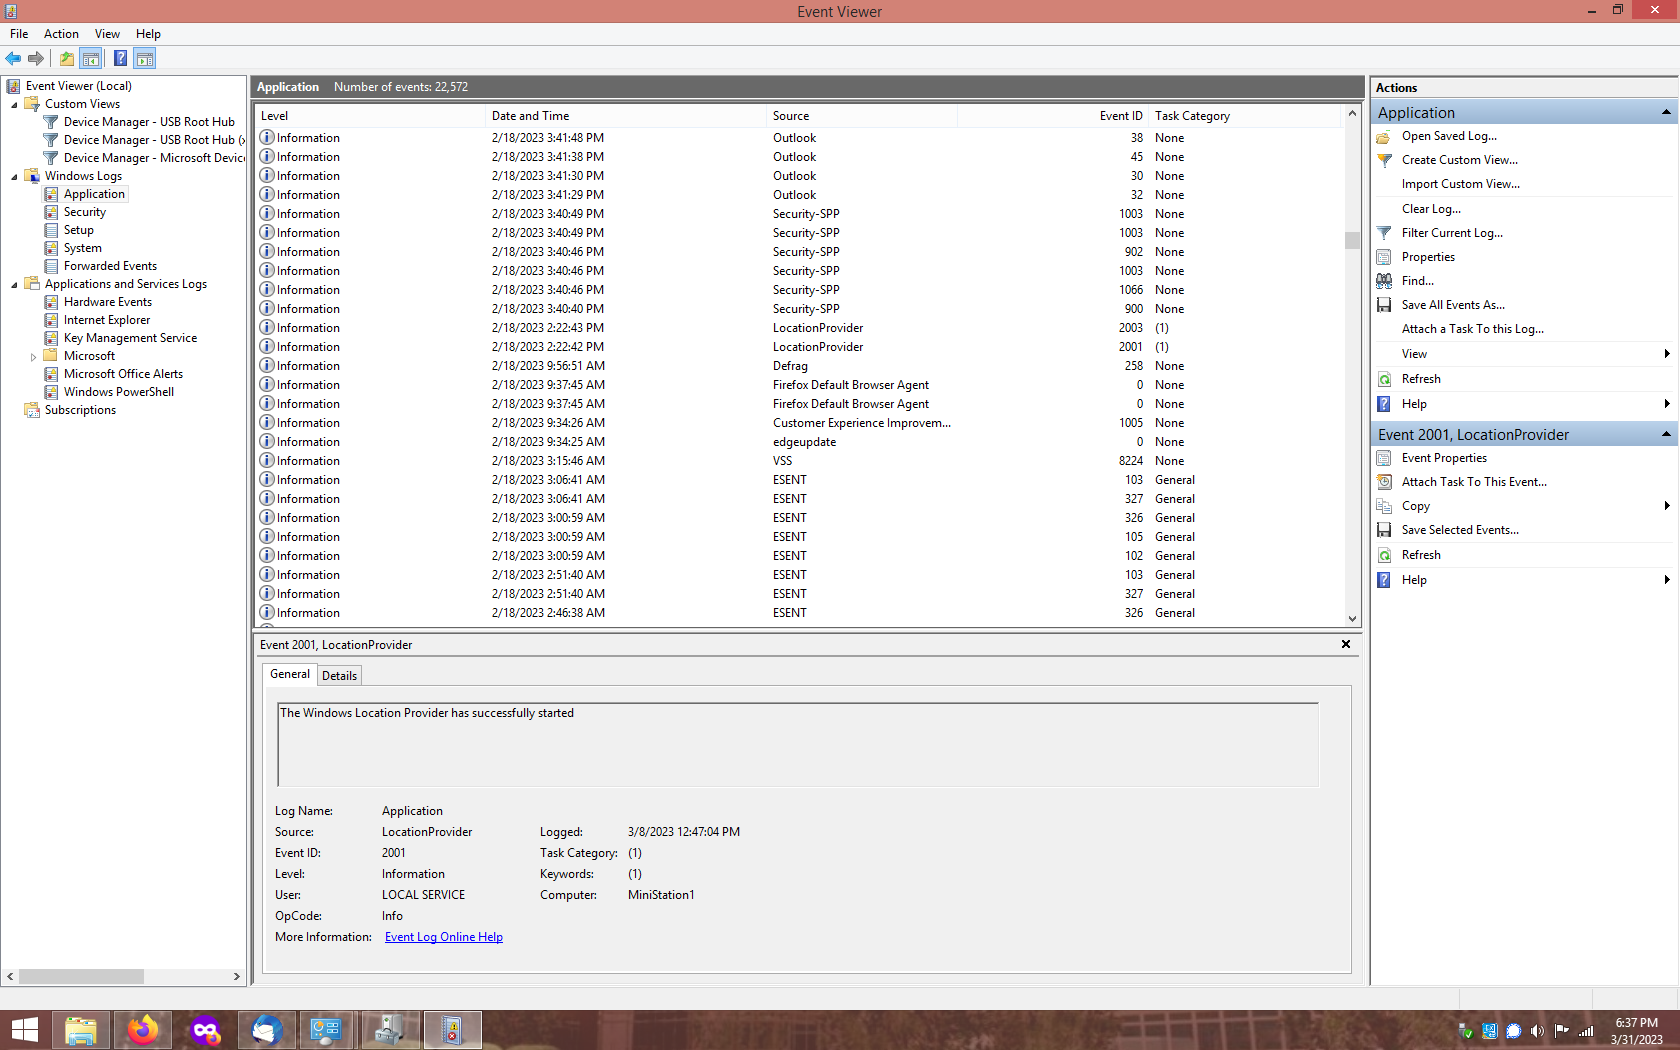 Event Viewer
File Action View Help
Event Viewer (Local)
Custom Views
Device Manager - USB Root Hub
Device Manager - USB Root Hub (x
Device Manager - Microsoft Device
Windows Logs
Application
Security
Setup
System
Forwarded Events
Applications and Services Logs
Hardware Events
Internet Explorer
Key Management Service
Microsoft
Microsoft Office Alerts
Windows PowerShell
Subscriptions
Application Number of events: 22,572
Level Date and Time Source Event ID Task Category
Information 2/18/2023 3:41:48 PM Outlook 38 None
Information 2/18/2023 3:41:38 PM Outlook 45 None
Information 2/18/2023 3:41:30 PM Outlook 30 None
Information 2/18/2023 3:41:29 PM Outlook 32 None
Information 2/18/2023 3:40:49 PM Security-SPP 1003 None
Information 2/18/2023 3:40:49 PM Security-SPP 1003 None
Information 2/18/2023 3:40:46 PM Security-SPP 902 None
Information 2/18/2023 3:40:46 PM Security-SPP 1003 None
Information 2/18/2023 3:40:46 PM Security-SPP 1066 None
Information 2/18/2023 3:40:40 PM Security-SPP 900 None
Information 2/18/2023 2:22:43 PM LocationProvider 2003 (1)
Information 2/18/2023 2:22:42 PM LocationProvider 2001 (1)
Information 2/18/2023 9:56:51 AM Defrag 258 None
Information 2/18/2023 9:37:45 AM Firefox Default Browser Agent 0 None
Information 2/18/2023 9:37:45 AM Firefox Default Browser Agent 0 None
Information 2/18/2023 9:34:26 AM Customer Experience Improvem... 1005 None
Information 2/18/2023 9:34:25 AM edgeupdate 0 None
Information 2/18/2023 3:15:46 AM VSS 8224 None
Information 2/18/2023 3:06:41 AM ESENT 103 General
Information 2/18/2023 3:06:41 AM ESENT 327 General
Information 2/18/2023 3:00:59 AM ESENT 326 General
Information 2/18/2023 3:00:59 AM ESENT 105 General
Information 2/18/2023 3:00:59 AM ESENT 102 General
Information 2/18/2023 2:51:40 AM ESENT 103 General
Information 2/18/2023 2:51:40 AM ESENT 327 General
Information 2/18/2023 2:46:38 AM ESENT 326 General
Event 2001, LocationProvider
General Details
The Windows Location Provider has successfully started
Log Name: Application
Source: LocationProvider Logged: 3/8/2023 12:47:04 PM
Event ID: 2001 Task Category: (1)
Level: Information Keywords: (1)
User: LOCAL SERVICE Computer: MiniStation1
OpCode: Info
More Information: Event Log Online Help
Actions
Application
Open Saved Log...
Create Custom View...
Import Custom View...
Clear Log...
Filter Current Log...
Properties
Find...
Save All Events As...
Attach a Task To this Log...
View
Refresh
Help
Event 2001, LocationProvider
Event Properties
Attach Task To This Event...
Copy
Save Selected Events...
Refresh
Help
6:37 PM
3/31/2023